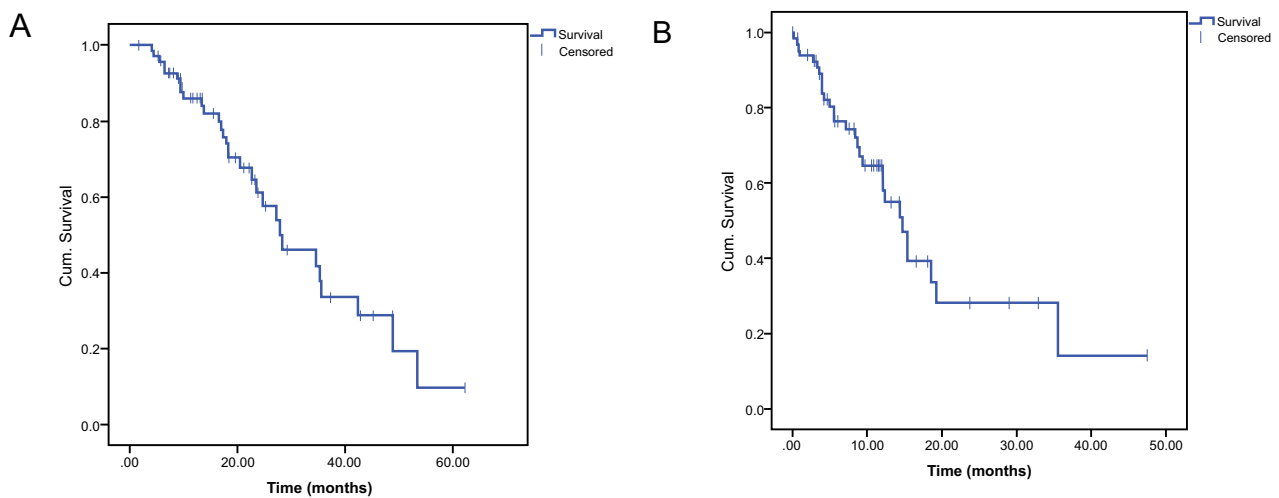 A
Survival
Censored
1.0
0.8
0.6
0.4
0.2
0.0
Cum. Survival
.00 20.00 40.00 60.00
Time (months)
B
Survival
Censored
1.0
0.8
0.6
0.4
0.2
0.0
Cum. Survival
.00 10.00 20.00 30.00 40.00 50.00
Time (months)